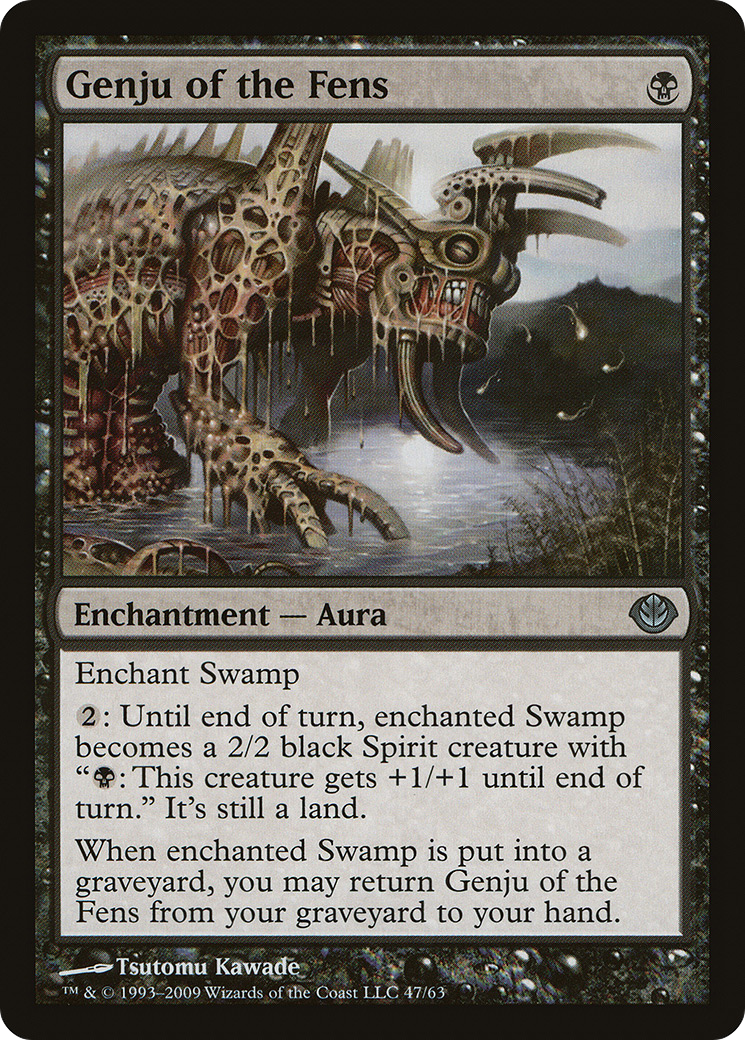 Genju of the Fens
Enchantment — Aura
Enchant Swamp
2: Until end of turn, enchanted Swamp
becomes a 2/2 black Spirit creature with
“: This creature gets +1/+1 until end of
turn.” It’s still a land.
When enchanted Swamp is put into a
graveyard, you may return Genju of the
Fens from your graveyard to your hand.
Tsutomu Kawade
™ & © 1993–2009 Wizards of the Coast LLC 47/63